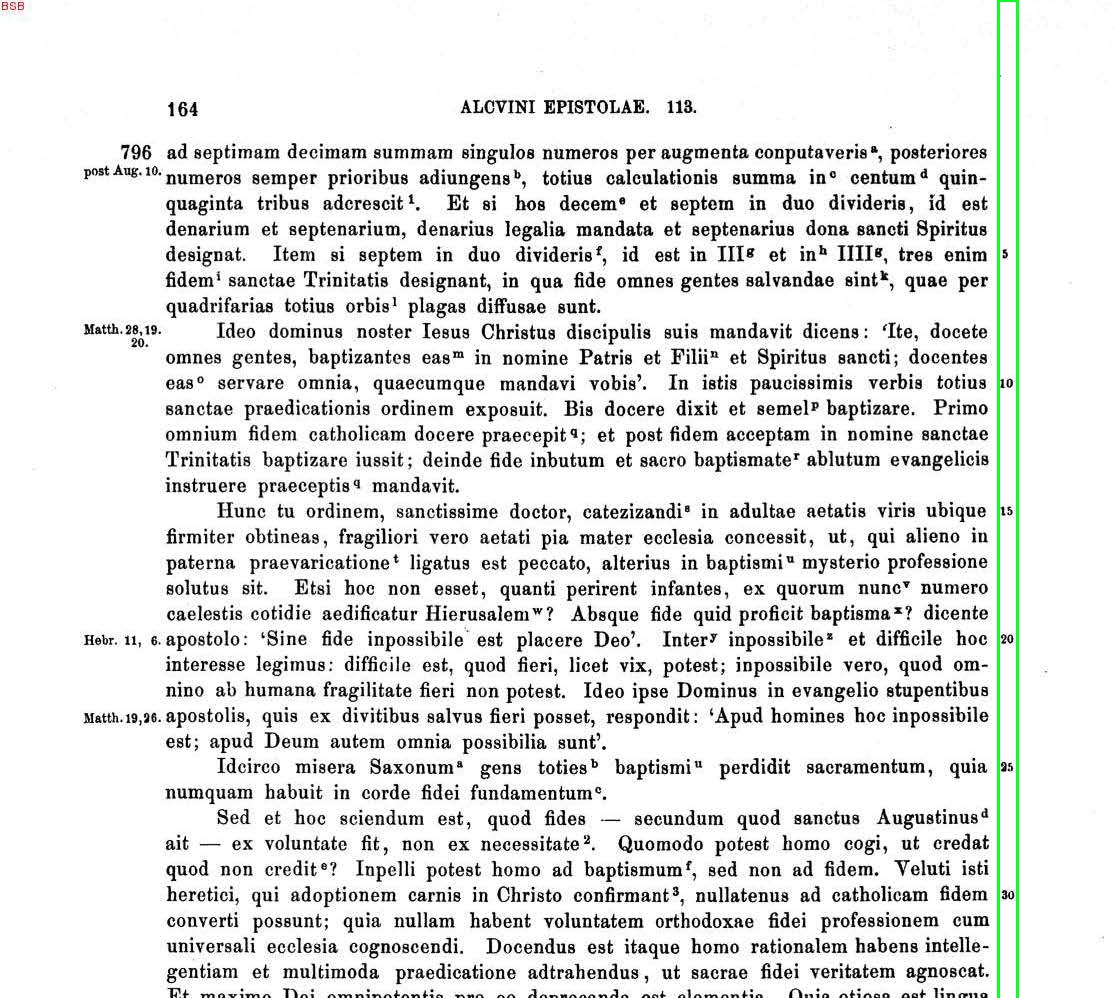 BSB
164 ALCVINI EPISTOLAE. 113.
796 ad septimam decimam summam singulos numeros per augmenta conputaveris a, posteriores
post Aug. 10. numeros semper prioribus adiungens b, totius calculationis summa in c centum d quin-
quaginta tribus adcrescit 1. Et si hos decem e et septem in duo divideris, id est
denarium et septenarium, denarius legalia mandata et septenarius dona sancti Spiritus
designat. Item si septem in duo divideris f, id est in III g et in h IIII g, tres enim 5
fidem i sanctae Trinitatis designant, in qua fide omnes gentes salvandae sint k, quae per
quadrifarias totius orbis l plagas diffusae sunt.
Matth. 28,19. Ideo dominus noster Iesus Christus discipulis suis mandavit dicens: 'Ite, docete
20. omnes gentes, baptizantes eas m in nomine Patris et Filii n et Spiritus sancti; docentes
eas o servare omnia, quaecumque mandavi vobis'. In istis paucissimis verbis totius 10
sanctae praedicationis ordinem exposuit. Bis docere dixit et semel p baptizare. Primo
omnium fidem catholicam docere praecepit q; et post fidem acceptam in nomine sanctae
Trinitatis baptizare iussit; deinde fide inbutum et sacro baptismate r ablutum evangelicis
instruere praeceptis q mandavit.
Hunc tu ordinem, sanctissime doctor, catezizandi s in adultae aetatis viris ubique 15
firmiter obtineas, fragiliori vero aetati pia mater ecclesia concessit, ut, qui alieno in
paterna praevaricatione t ligatus est peccato, alterius in baptismi u mysterio professione
solutus sit. Etsi hoc non esset, quanti perirent infantes, ex quorum nunc v numero
caelestis cotidie aedificatur Hierusalem w? Absque fide quid proficit baptisma x? dicente
Hebr. 11, 6. apostolo: 'Sine fide inpossibile est placere Deo'. Inter y inpossibile z et difficile hoc 20
interesse legimus: difficile est, quod fieri, licet vix, potest; inpossibile vero, quod om-
nino ab humana fragilitate fieri non potest. Ideo ipse Dominus in evangelio stupentibus
Matth. 19,26. apostolis, quis ex divitibus salvus fieri posset, respondit: 'Apud homines hoc inpossibile
est; apud Deum autem omnia possibilia sunt'.
Idcirco misera Saxonum a gens toties b baptismi u perdidit sacramentum, quia 25
numquam habuit in corde fidei fundamentum c.
Sed et hoc sciendum est, quod fides — secundum quod sanctus Augustinus d
ait — ex voluntate fit, non ex necessitate 2. Quomodo potest homo cogi, ut credat
quod non credit e? Inpelli potest homo ad baptismum f, sed non ad fidem. Veluti isti
heretici, qui adoptionem carnis in Christo confirmant 3, nullatenus ad catholicam fidem 30
converti possunt; quia nullam habent voluntatem orthodoxae fidei professionem cum
universali ecclesia cognoscendi. Docendus est itaque homo rationalem habens intelle-
gentiam et multimoda praedicatione adtrahendus, ut sacrae fidei veritatem agnoscat.
Et maxime Dei omnipotentis pro eo deprecanda est clementia. Quia otiosa est lingua